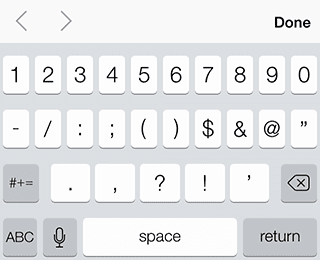 Done
1 2 3 4 5 6 7 8 9 0
- / : ; ( ) $ & @ ”
#+= . , ? ! ’
ABC space return